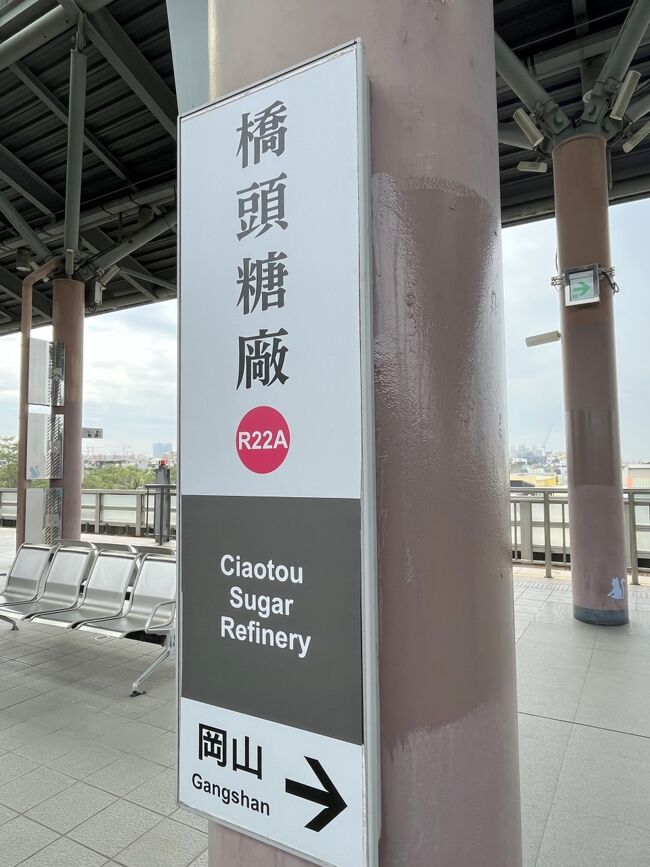 橋頭糖廠
R22A
Ciaotou
Sugar
Refinery
岡山
Gangshan